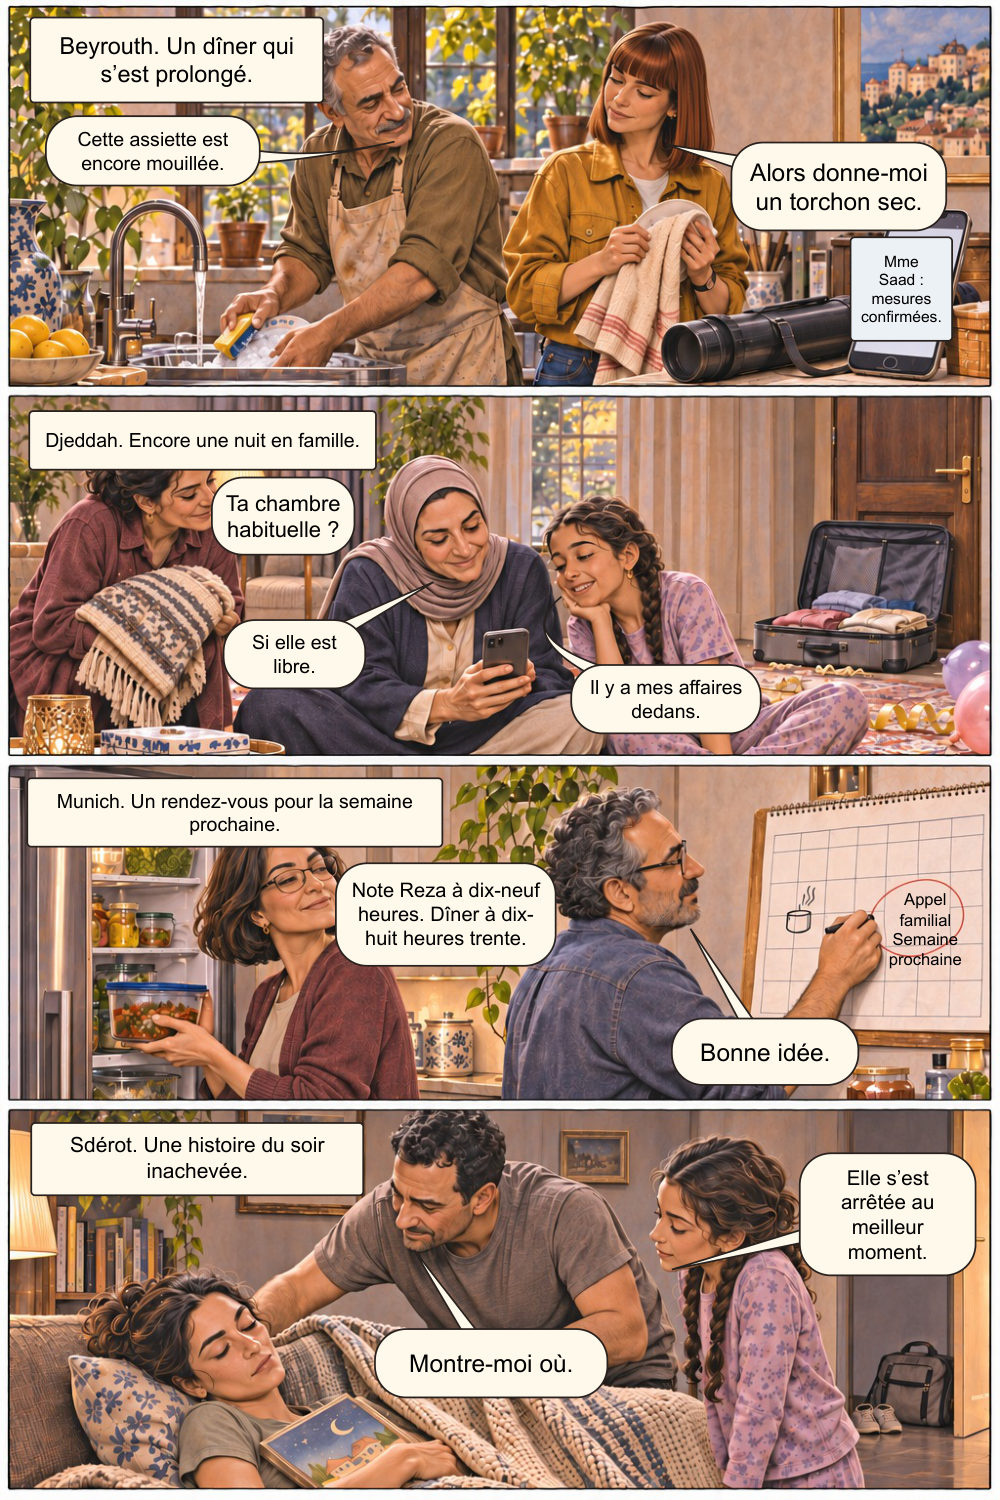 Beyrouth. Un dîner qui
s’est prolongé.
Cette assiette est
encore mouillée.
Alors donne-moi
un torchon sec.
Mme
Saad :
mesures
confirmées.
Djeddah. Encore une nuit en famille.
Ta chambre
habituelle ?
Si elle est
libre.
Il y a mes affaires
dedans.
Munich. Un rendez-vous pour la semaine
prochaine.
Note Reza à dix-neuf
heures. Dîner à dix-
huit heures trente.
Appel
familial
Semaine
prochaine
Bonne idée.
Sdérot. Une histoire du soir
inachevée.
Elle s’est
arrêtée au
meilleur
moment.
Montre-moi où.